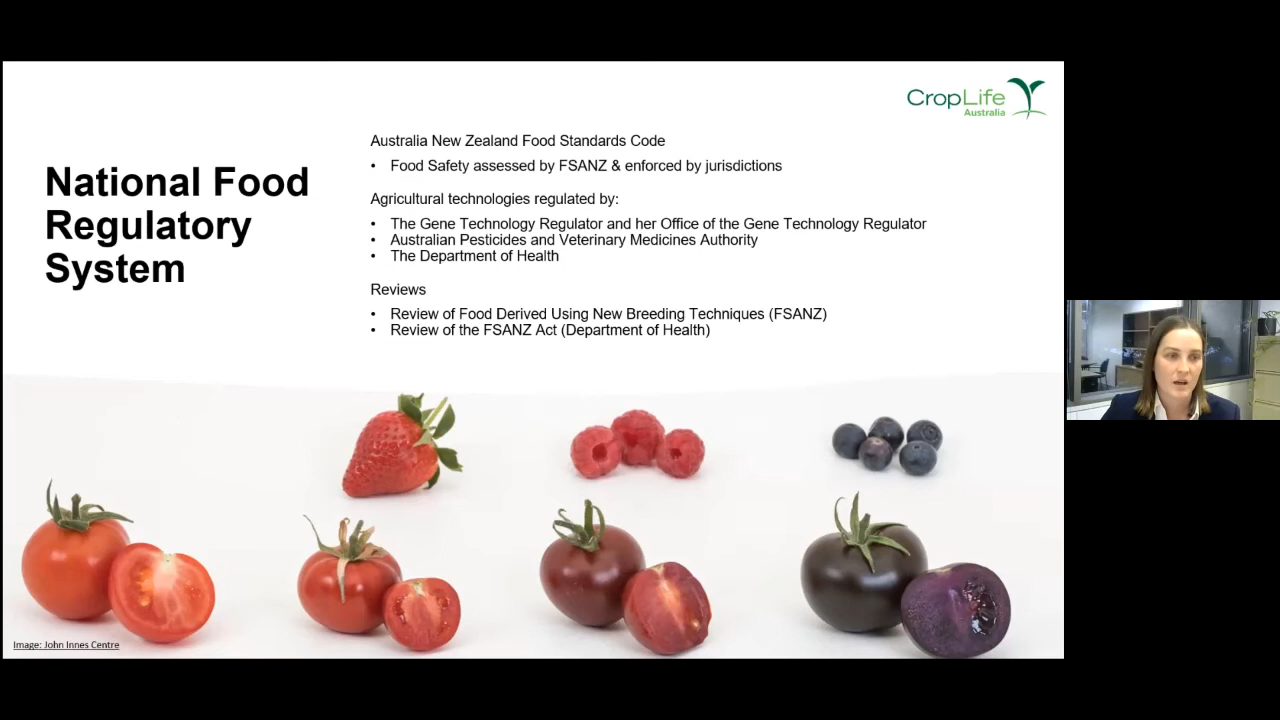 CropLife
Australia
National Food
Regulatory
System
Australia New Zealand Food Standards Code
• Food Safety assessed by FSANZ & enforced by jurisdictions
Agricultural technologies regulated by:
• The Gene Technology Regulator and her Office of the Gene Technology Regulator
• Australian Pesticides and Veterinary Medicines Authority
• The Department of Health
Reviews
• Review of Food Derived Using New Breeding Techniques (FSANZ)
• Review of the FSANZ Act (Department of Health)
Image: John Innes Centre